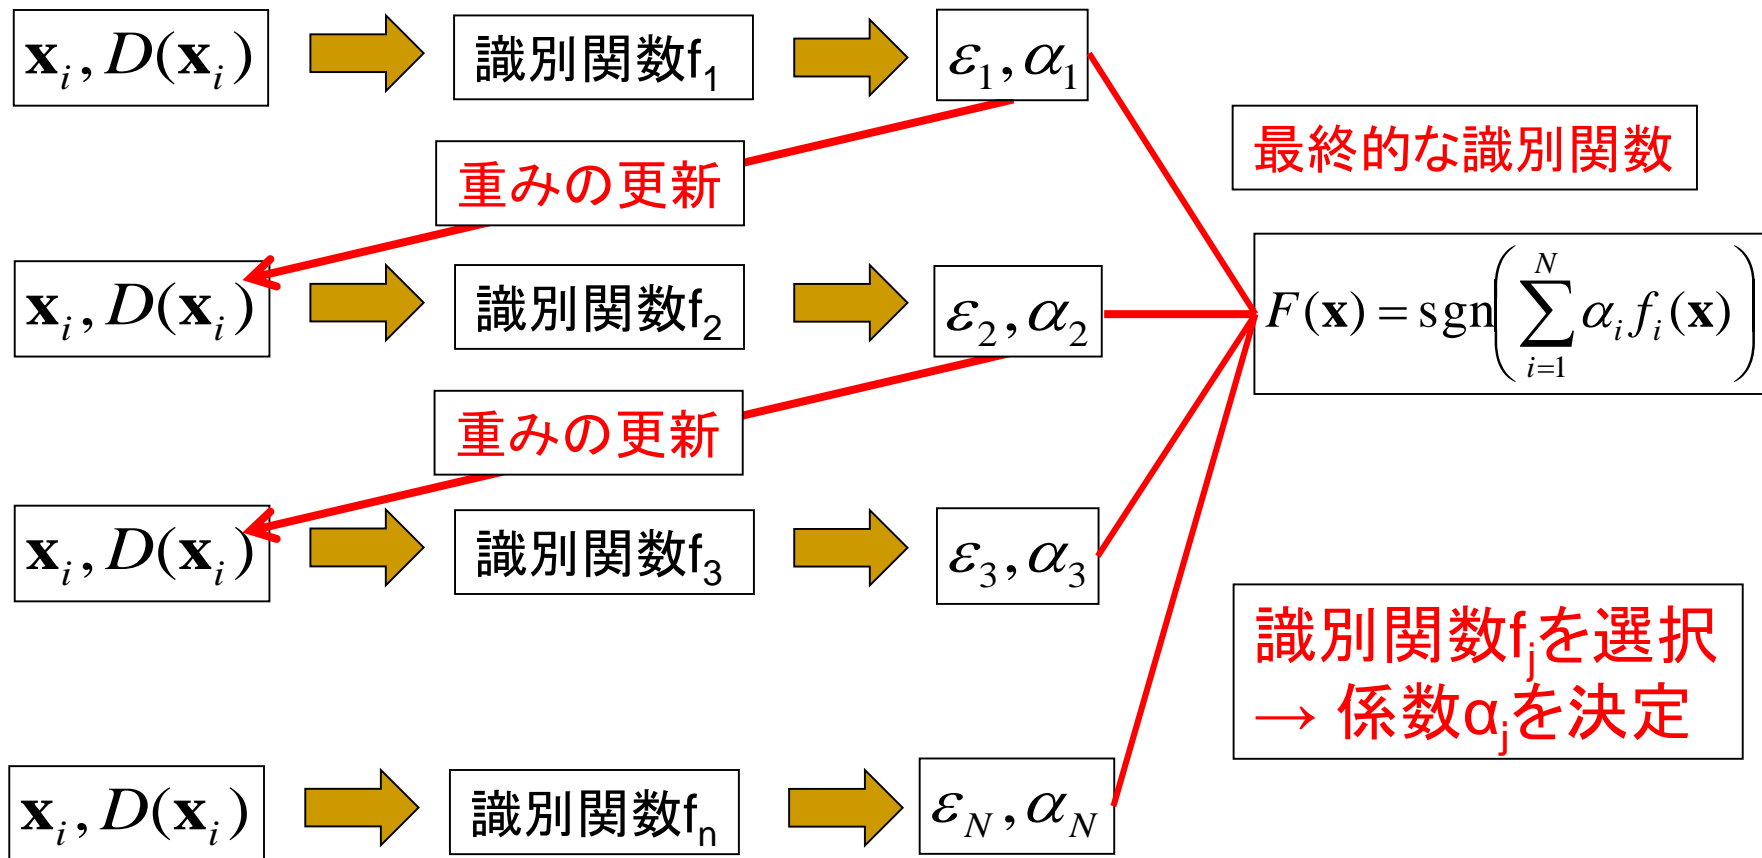 𝐱ᵢ, D(𝐱ᵢ)
識別関数f₁
ε₁, α₁
最終的な識別関数
重みの更新
𝐱ᵢ, D(𝐱ᵢ)
識別関数f₂
ε₂, α₂
F(𝐱) = sgn(∑_{i=1}^{N} αᵢ fᵢ(𝐱))
重みの更新
𝐱ᵢ, D(𝐱ᵢ)
識別関数f₃
ε₃, α₃
識別関数fⱼを選択
→ 係数αⱼを決定
𝐱ᵢ, D(𝐱ᵢ)
識別関数fₙ
ε_N, α_N